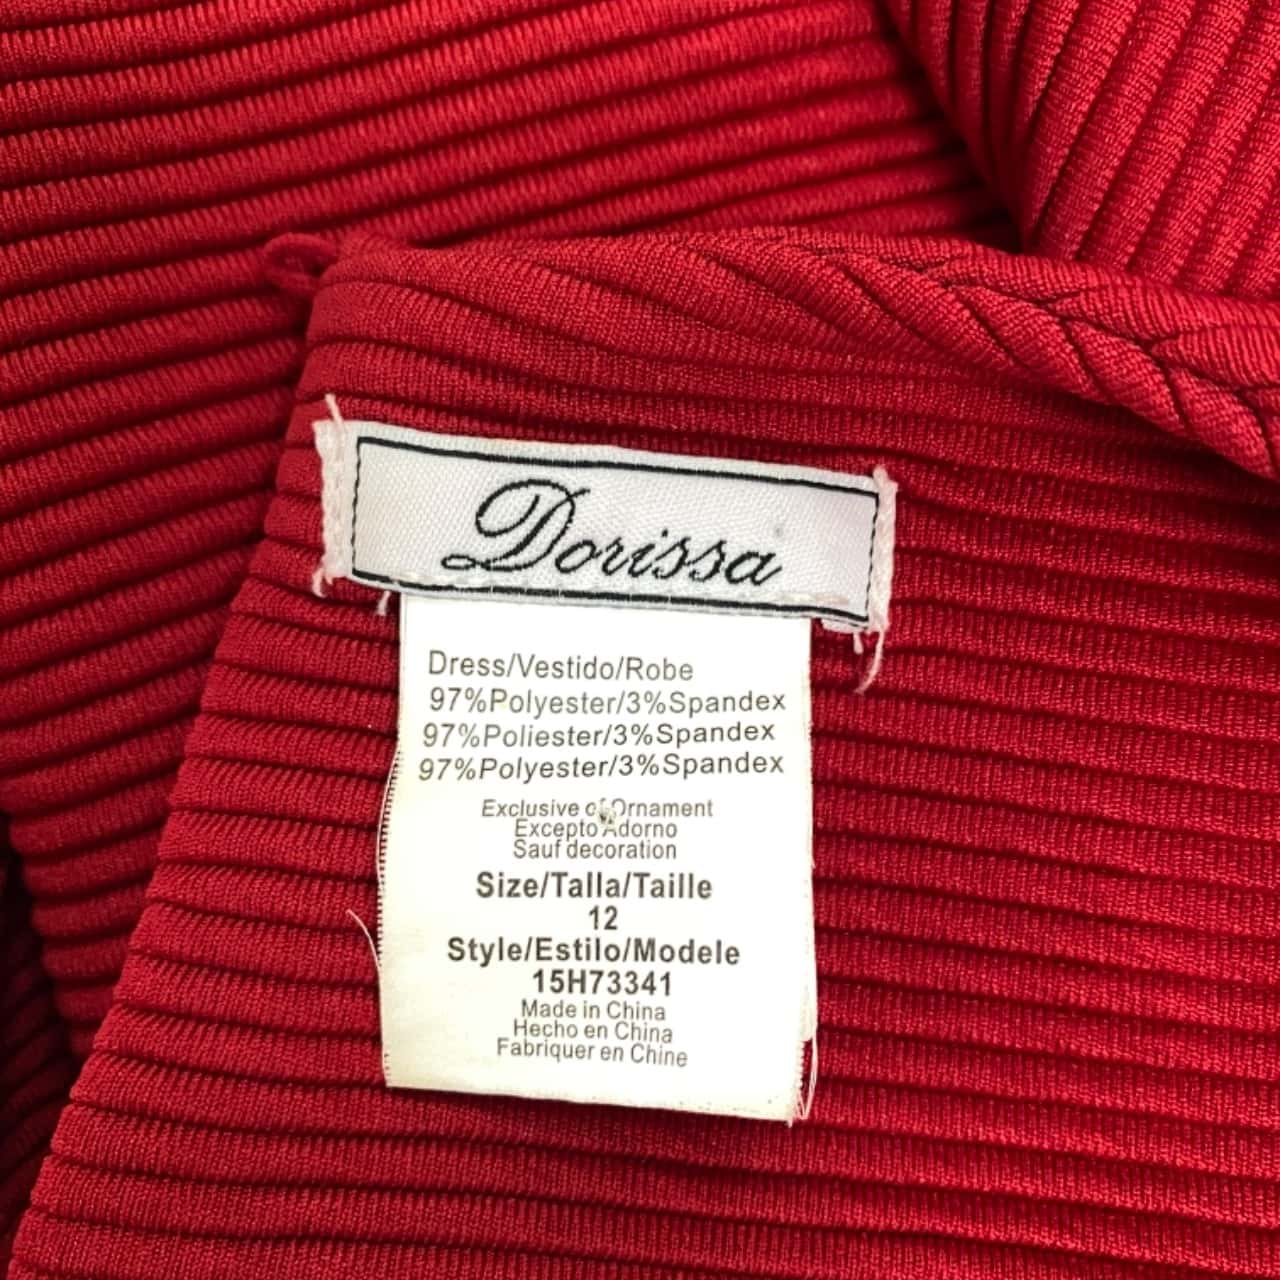 Dorissa
Dress/Vestido/Robe
97%Polyester/3%Spandex
97%Poliester/3%Spandex
97%Polyester/3%Spandex
Exclusive of Ornament
Excepto Adorno
Sauf decoration
Size/Talla/Taille
12
Style/Estilo/Modele
15H73341
Made in China
Hecho en China
Fabriquer en Chine